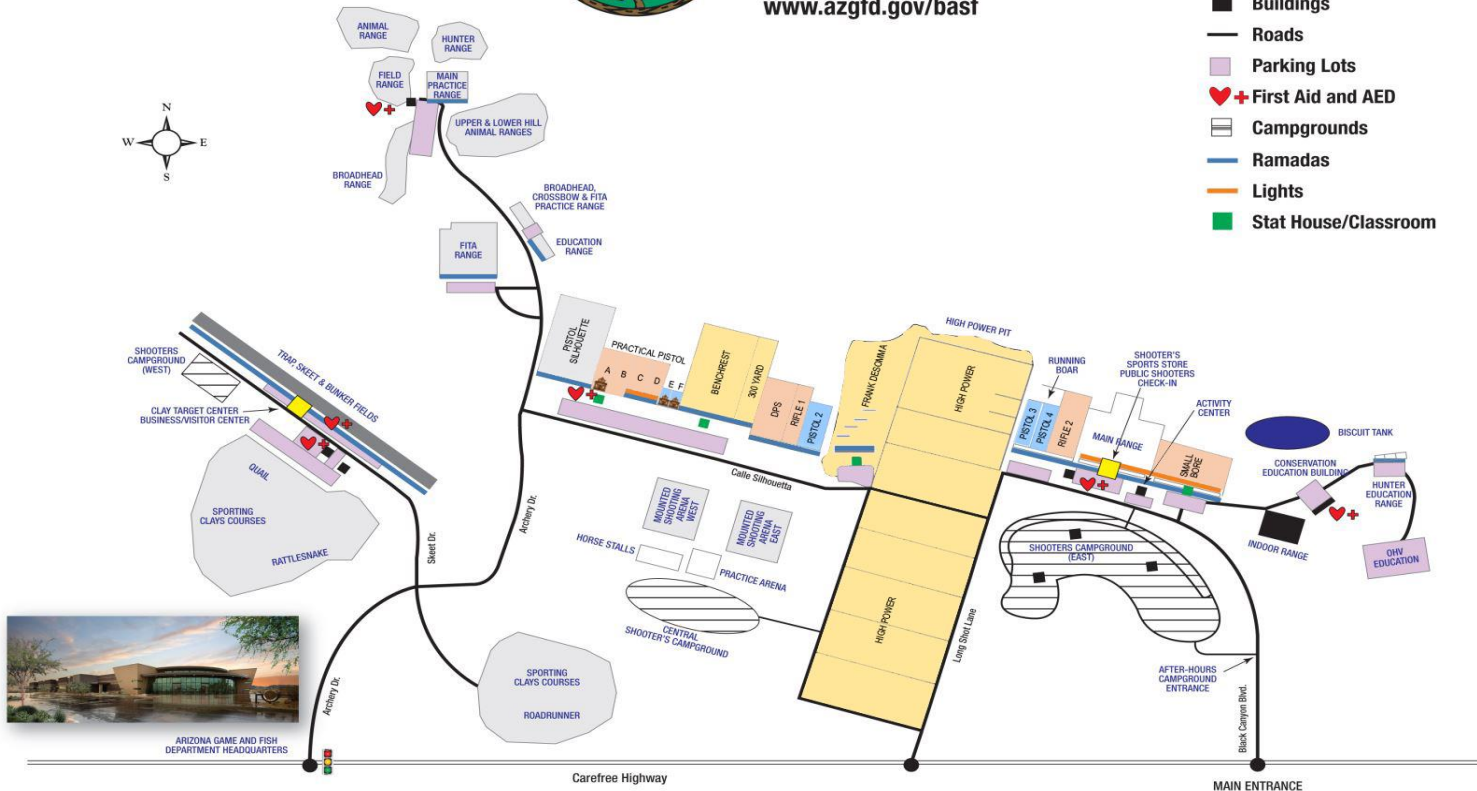 www.azgfd.gov/basf
Buildings
Roads
Parking Lots
First Aid and AED
Campgrounds
Ramadas
Lights
Stat House/Classroom
N
W
E
S
ANIMAL
RANGE
HUNTER
RANGE
FIELD
RANGE
MAIN
PRACTICE
RANGE
UPPER & LOWER HILL
ANIMAL RANGES
BROADHEAD
RANGE
BROADHEAD,
CROSSBOW & FITA
PRACTICE RANGE
EDUCATION
RANGE
FITA
RANGE
SHOOTERS
CAMPGROUND
(WEST)
TRAP, SKEET & BUNKER FIELDS
CLAY TARGET CENTER
BUSINESS/VISITOR CENTER
QUAIL
SPORTING
CLAYS COURSES
RATTLESNAKE
Skeet Dr.
Archery Dr.
PISTOL
SILHOUETTE
PRACTICAL PISTOL
A
B
C
D
E
F
BENCHREST
300 YARD
DPS
RIFLE 1
PISTOL 2
FRANK DESOMMA
HIGH POWER PIT
HIGH POWER
RUNNING
BOAR
SHOOTER'S
SPORTS STORE
PUBLIC SHOOTERS
CHECK-IN
ACTIVITY
CENTER
PISTOL 3
PISTOL 4
RIFLE 2
MAIN RANGE
SMALL
BORE
BISCUIT TANK
CONSERVATION
EDUCATION BUILDING
HUNTER
EDUCATION
RANGE
INDOOR RANGE
OHV
EDUCATION
Calle Silhouetta
MOUNTED
SHOOTING
ARENA
WEST
MOUNTED
SHOOTING
ARENA
EAST
HORSE STALLS
PRACTICE ARENA
CENTRAL
SHOOTER'S CAMPGROUND
HIGH POWER
Long Shot Lane
SHOOTERS CAMPGROUND
(EAST)
AFTER-HOURS
CAMPGROUND
ENTRANCE
Black Canyon Blvd.
SPORTING
CLAYS COURSES
ROADRUNNER
Archery Dr.
ARIZONA GAME AND FISH
DEPARTMENT HEADQUARTERS
Carefree Highway
MAIN ENTRANCE